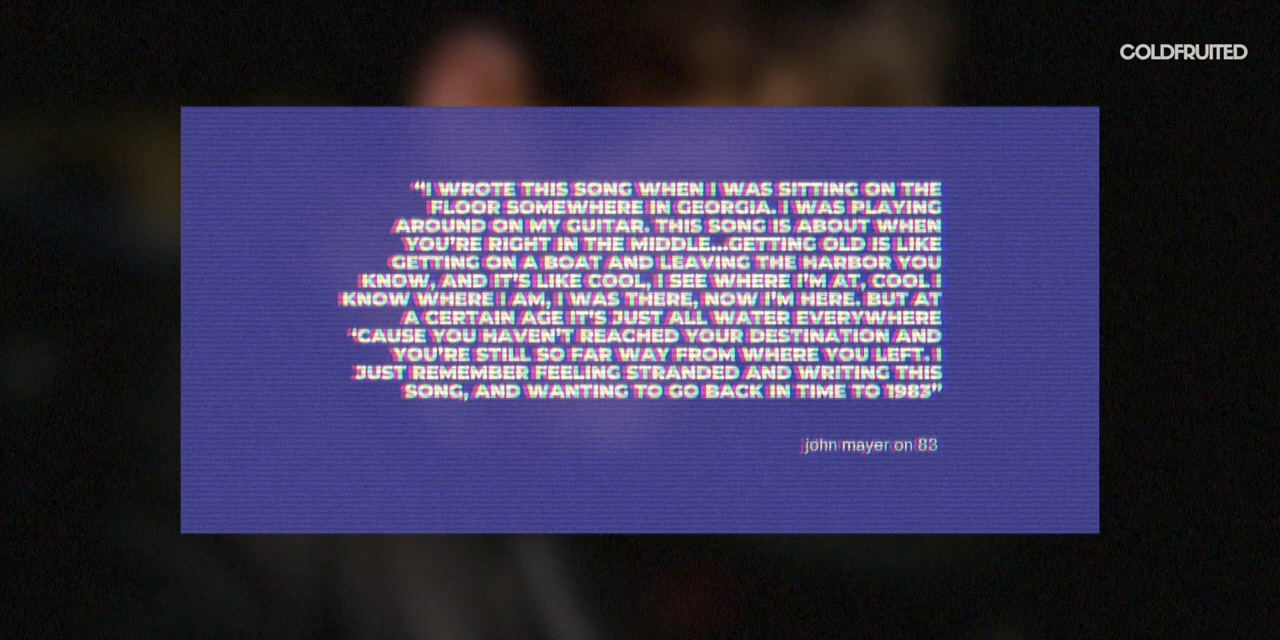 COLDFRUITED
“I WROTE THIS SONG WHEN I WAS SITTING ON THE
FLOOR SOMEWHERE IN GEORGIA. I WAS PLAYING
AROUND ON MY GUITAR. THIS SONG IS ABOUT WHEN
YOU’RE RIGHT IN THE MIDDLE...GETTING OLD IS LIKE
GETTING ON A BOAT AND LEAVING THE HARBOR YOU
KNOW, AND IT’S LIKE COOL, I SEE WHERE I’M AT, COOL I
KNOW WHERE I AM, I WAS THERE, NOW I’M HERE. BUT AT
A CERTAIN AGE IT’S JUST ALL WATER EVERYWHERE
‘CAUSE YOU HAVEN’T REACHED YOUR DESTINATION AND
YOU’RE STILL SO FAR WAY FROM WHERE YOU LEFT. I
JUST REMEMBER FEELING STRANDED AND WRITING THIS
SONG, AND WANTING TO GO BACK IN TIME TO 1983”
john mayer on 83